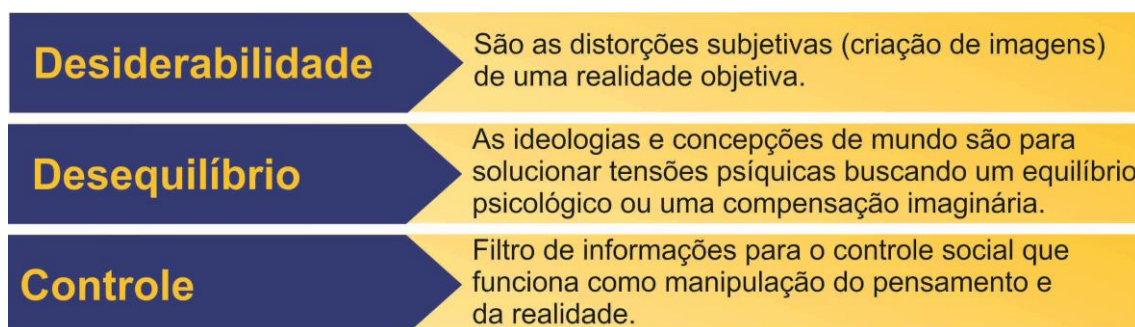 Desiderabilidade
São as distorções subjetivas (criação de imagens)
de uma realidade objetiva.
Desequilíbrio
As ideologias e concepções de mundo são para
solucionar tensões psíquicas buscando um equilíbrio
psicológico ou uma compensação imaginária.
Controle
Filtro de informações para o controle social que
funciona como manipulação do pensamento e
da realidade.